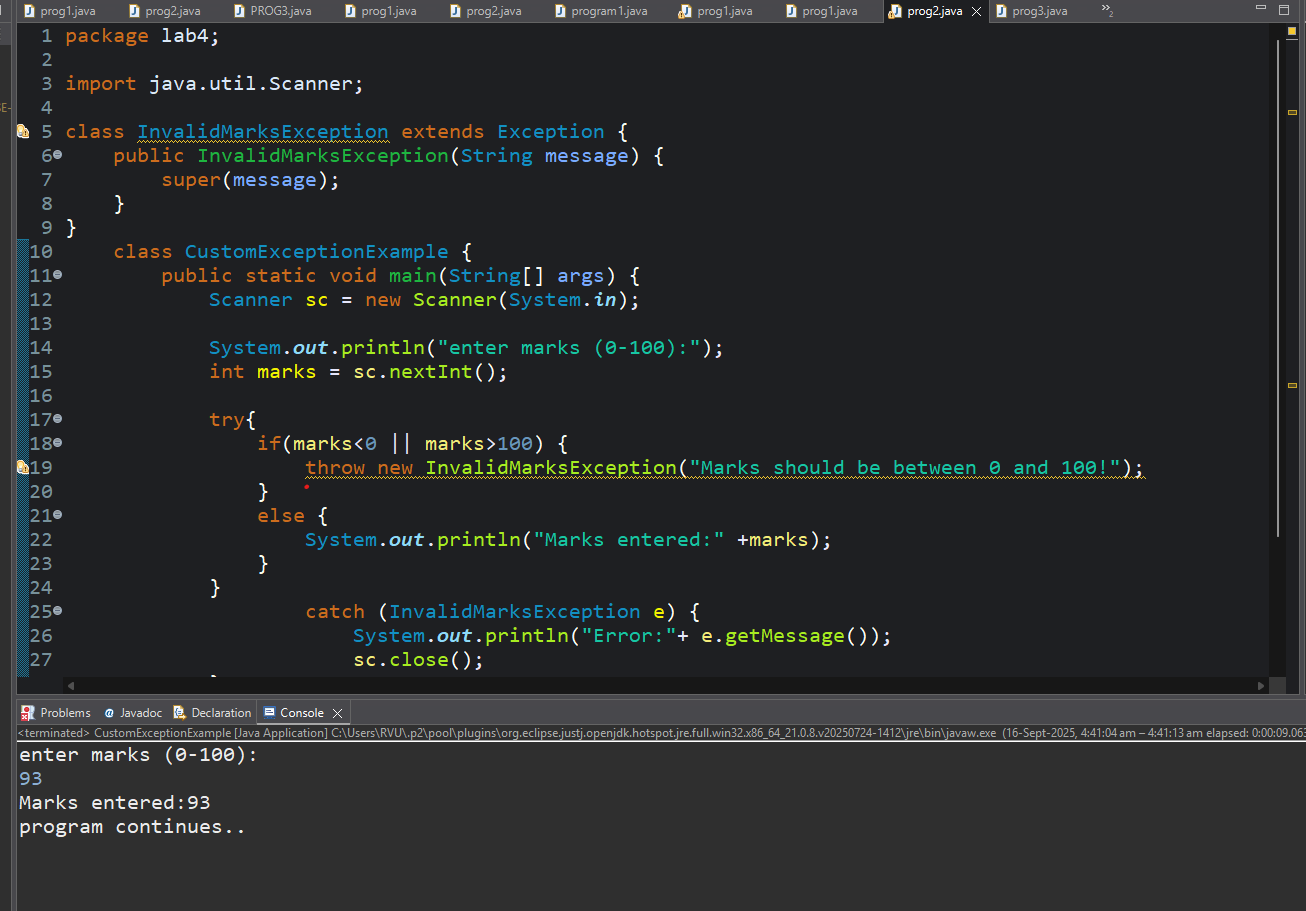 prog1.java prog2.java PROG3.java prog1.java prog2.java program1.java prog1.java prog1.java prog2.java prog3.java »2
1 package lab4;
2
3 import java.util.Scanner;
4
5 class InvalidMarksException extends Exception {
6 public InvalidMarksException(String message) {
7 super(message);
8 }
9 }
10 class CustomExceptionExample {
11 public static void main(String[] args) {
12 Scanner sc = new Scanner(System.in);
13
14 System.out.println("enter marks (0-100):");
15 int marks = sc.nextInt();
16
17 try{
18 if(marks<0 || marks>100) {
19 throw new InvalidMarksException("Marks should be between 0 and 100!");
20 }
21 else {
22 System.out.println("Marks entered:" +marks);
23 }
24 }
25 catch (InvalidMarksException e) {
26 System.out.println("Error:"+ e.getMessage());
27 sc.close();
Problems Javadoc Declaration Console
<terminated> CustomExceptionExample [Java Application] C:\Users\RVU\.p2\pool\plugins\org.eclipse.justj.openjdk.hotspot.jre.full.win32.x86_64_21.0.8.v20250724-1412\jre\bin\javaw.exe (16-Sept-2025, 4:41:04 am – 4:41:13 am elapsed: 0:00:09.063
enter marks (0-100):
93
Marks entered:93
program continues..